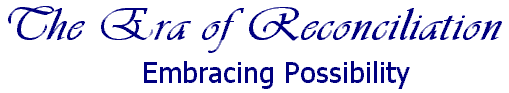 The Era of Reconciliation
Embracing Possibility